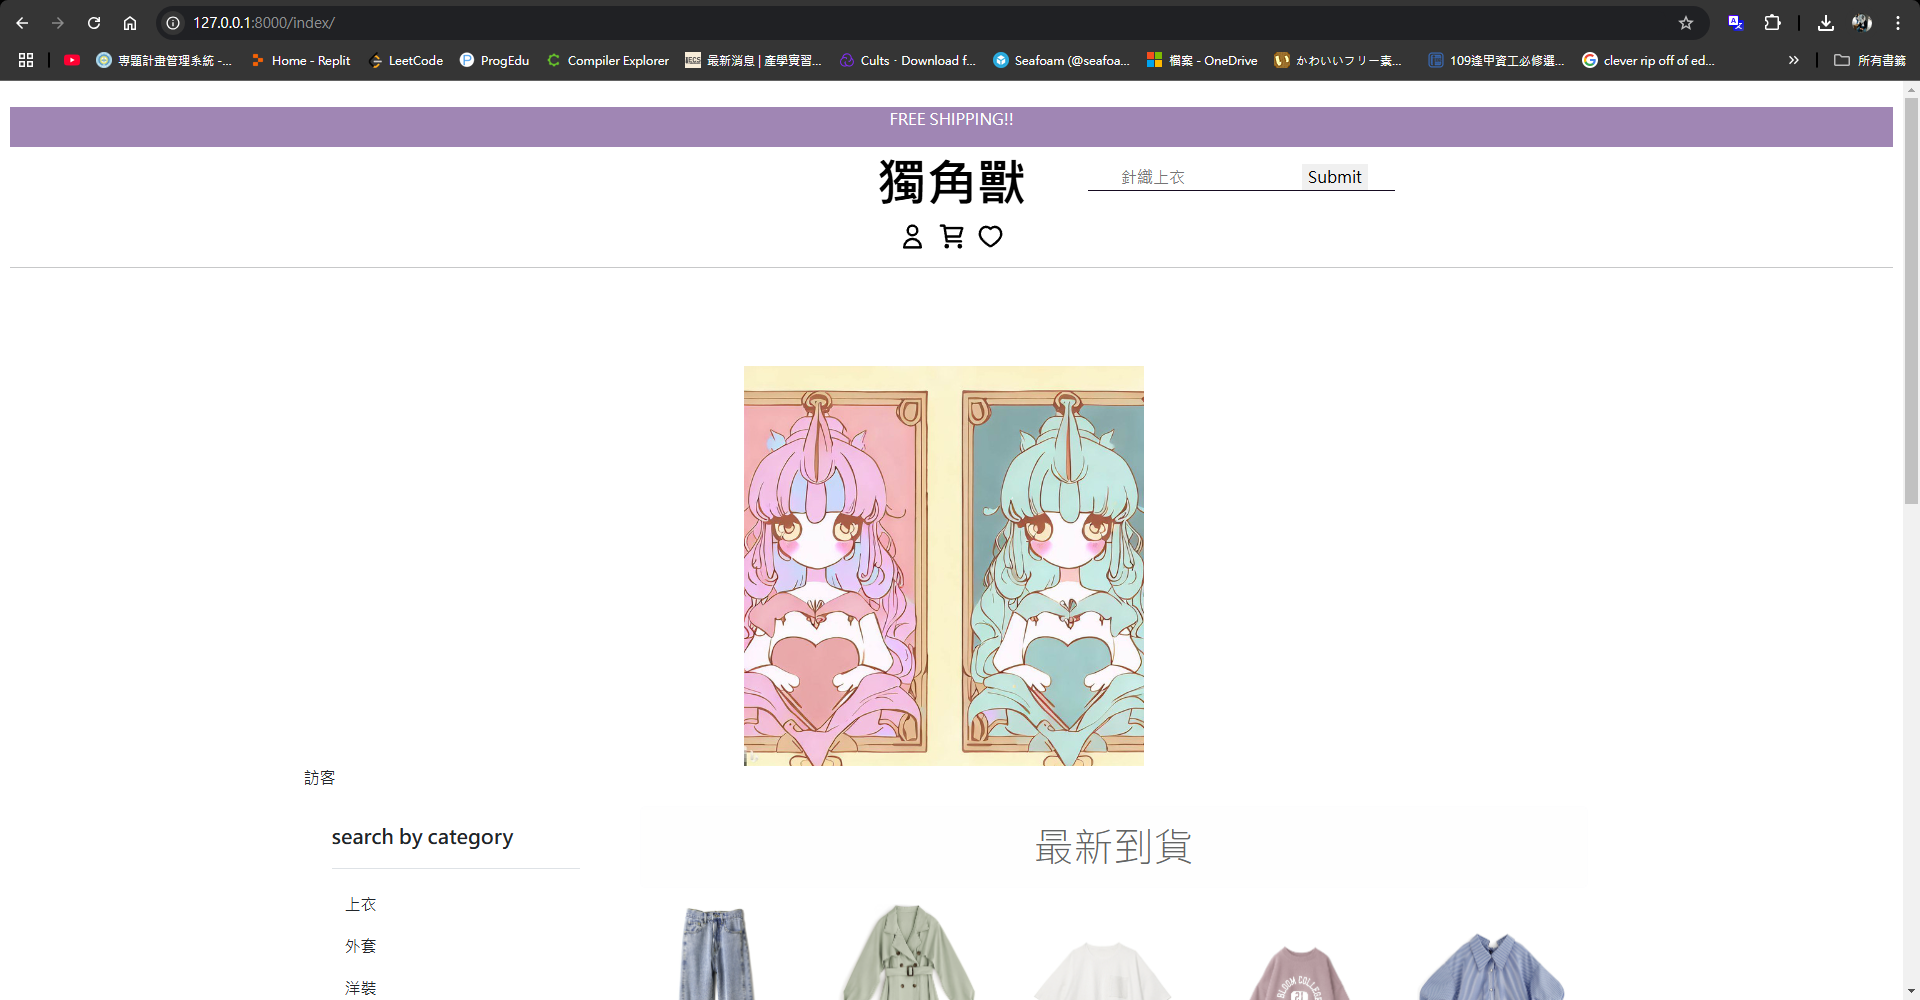 127.0.0.1:8000/index/
專題計畫管理系統 -...
Home - Replit
LeetCode
ProgEdu
Compiler Explorer
最新消息 | 產學實習...
Cults · Download f...
Seafoam (@seafoa...
檔案 - OneDrive
かわいいフリー素...
109逢甲資工必修選...
clever rip off of ed...
所有書籤
FREE SHIPPING!!
獨角獸
針織上衣
Submit
訪客
search by category
最新到貨
上衣
外套
洋裝
BLOOM COLLEGE
21